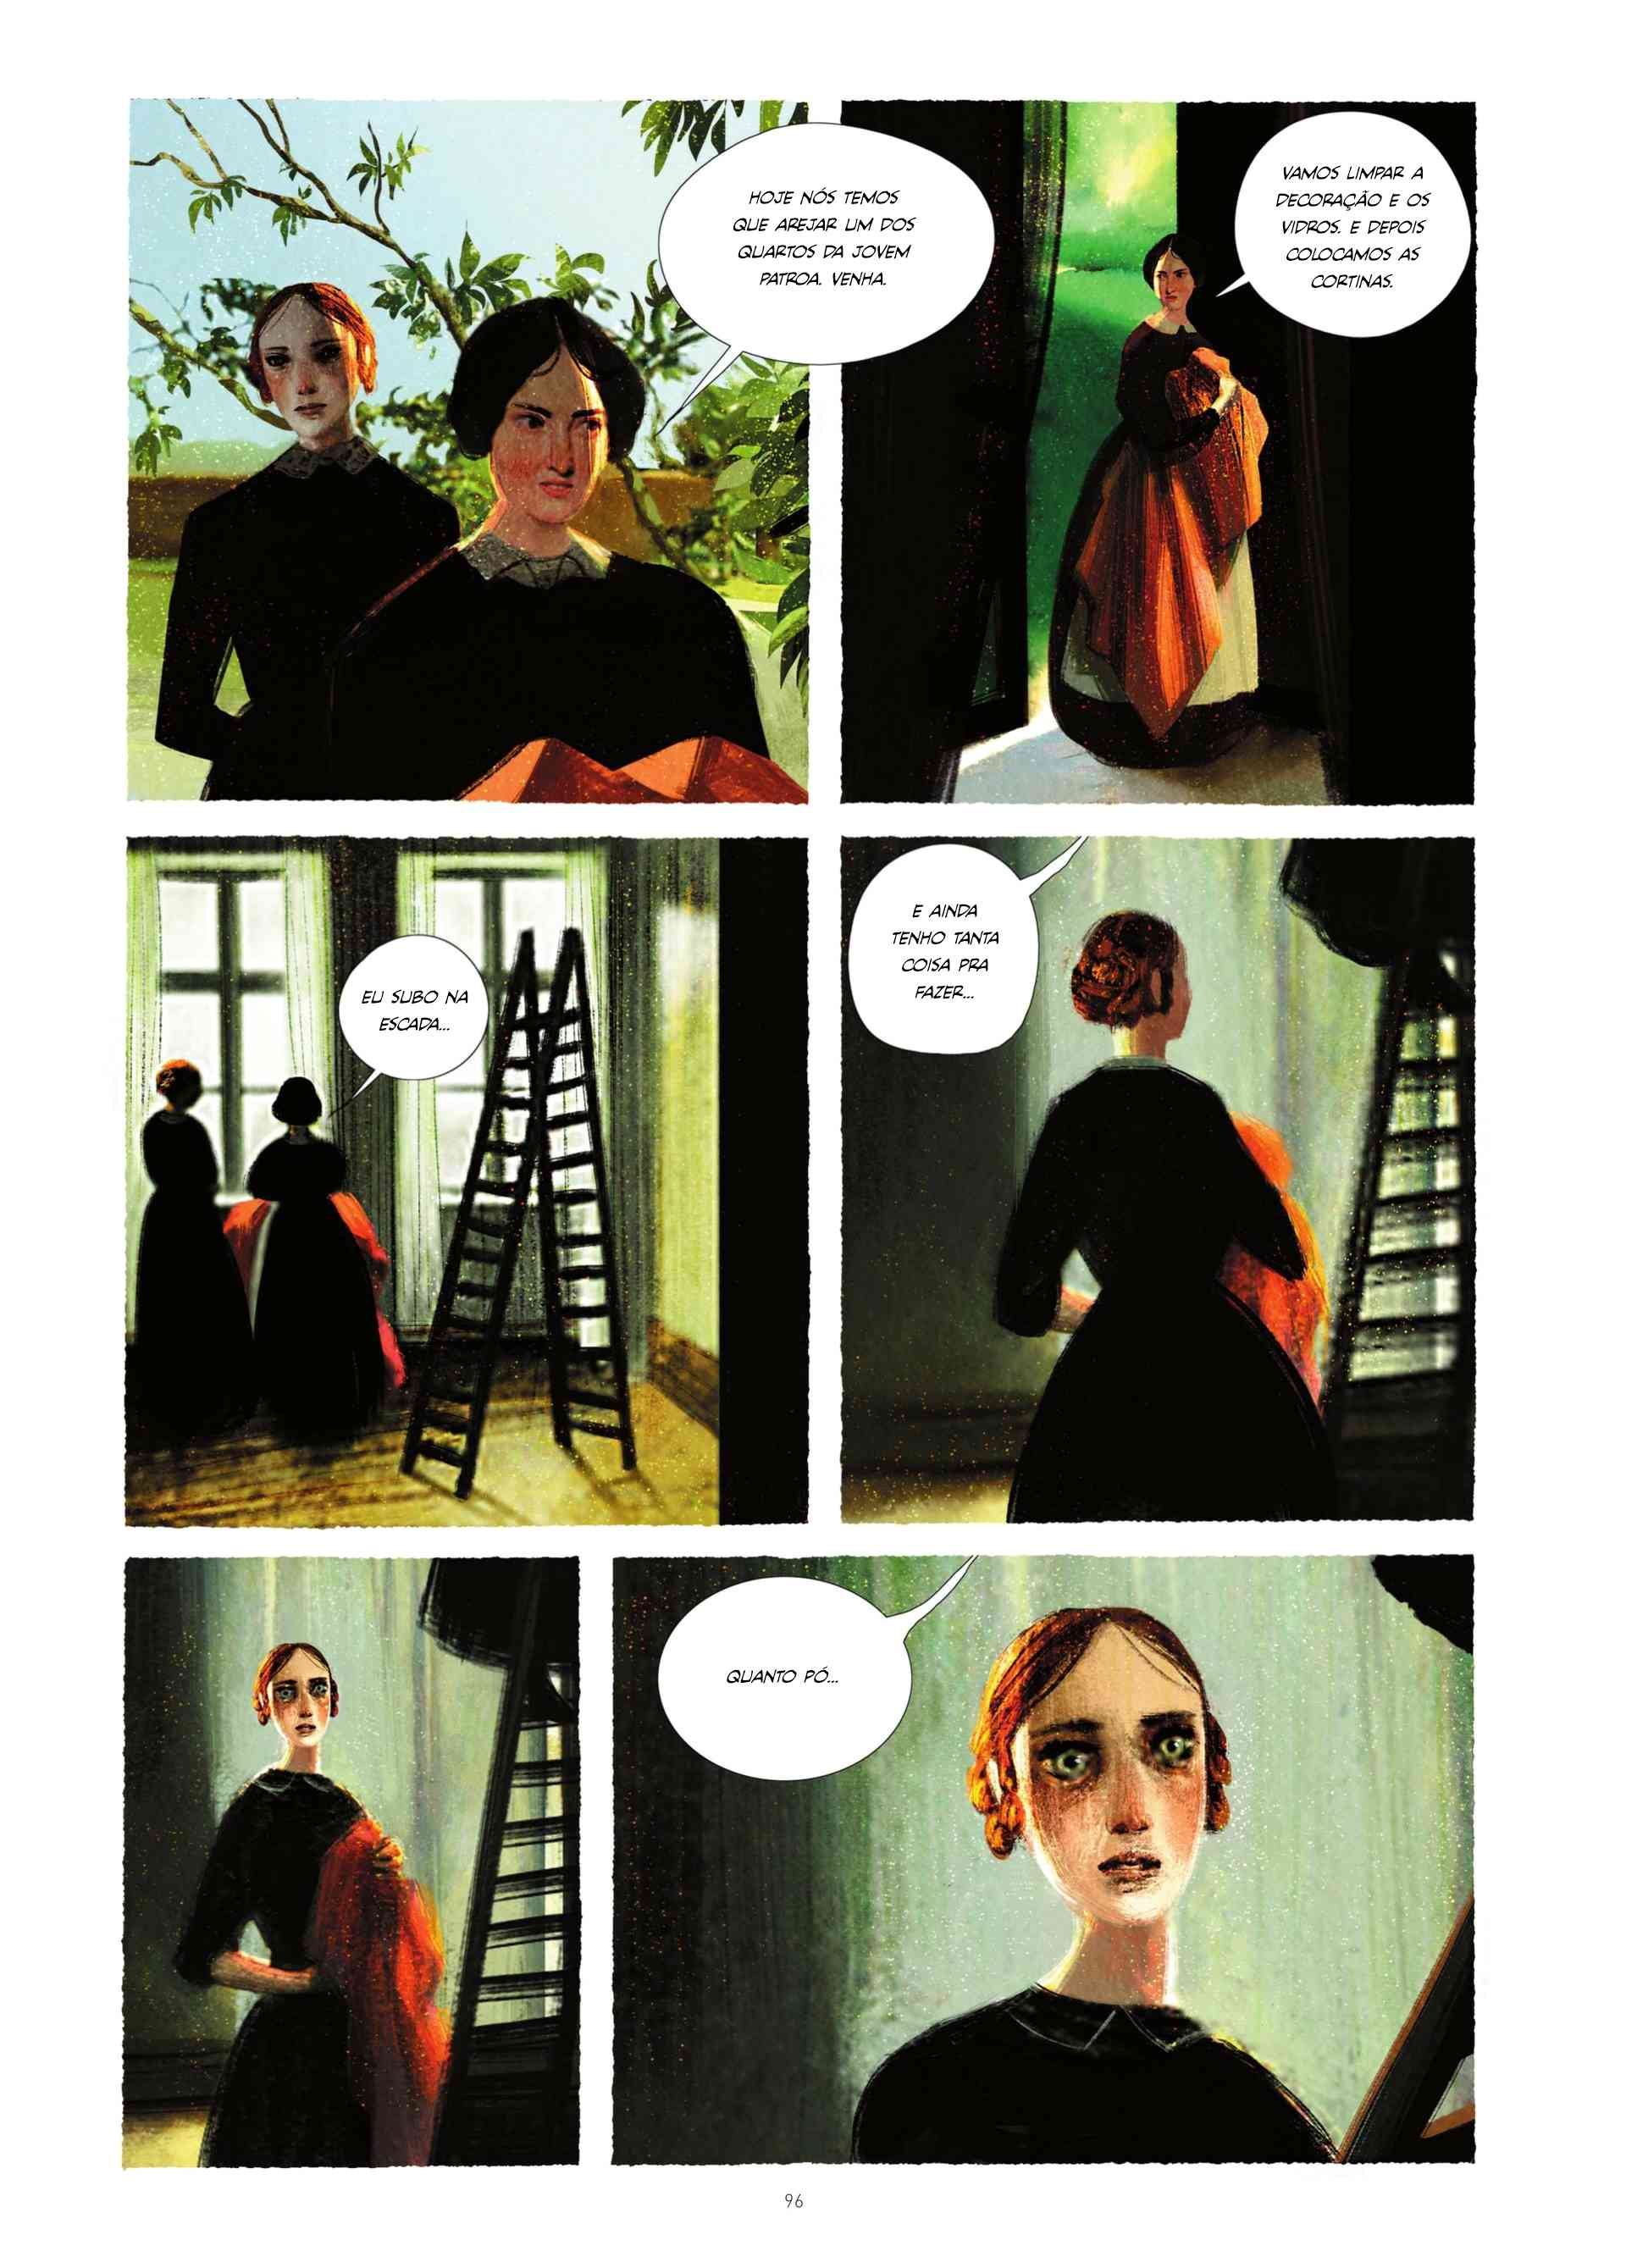 HOJE NÓS TEMOS
QUE AREJAR UM DOS
QUARTOS DA JOVEM
PATROA. VENHA.
VAMOS LIMPAR A
DECORAÇÃO E OS
VIDROS. E DEPOIS
COLOCAMOS AS
CORTINAS.
EU SUBO NA
ESCADA...
E AINDA
TENHO TANTA
COISA PRA
FAZER...
QUANTO PÓ...
96